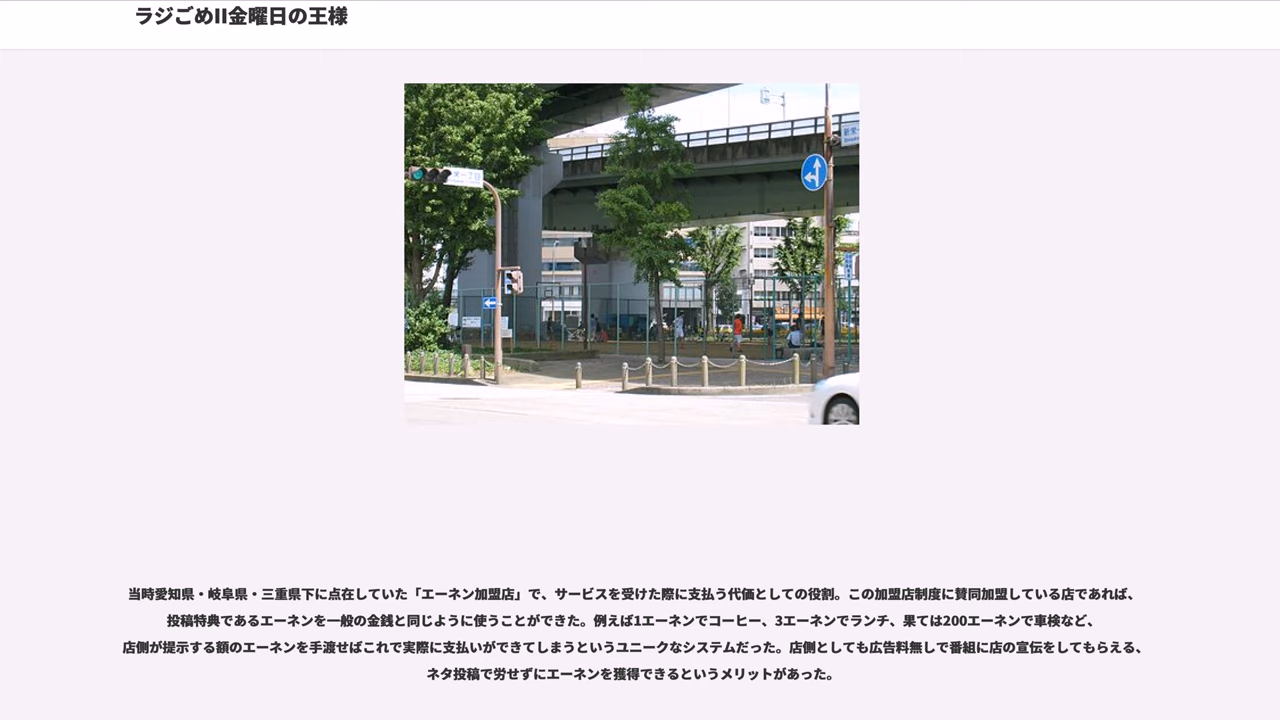 ラジごめII金曜日の王様
当時愛知県・岐阜県・三重県下に点在していた「エーネン加盟店」で、サービスを受けた際に支払う代価としての役割。この加盟店制度に賛同加盟している店であれば、
投稿特典であるエーネンを一般の金銭と同じように使うことができた。例えば1エーネンでコーヒー、3エーネンでランチ、果ては200エーネンで車検など、
店側が提示する額のエーネンを手渡せばこれで実際に支払いができてしまうというユニークなシステムだった。店側としても広告料無しで番組に店の宣伝をしてもらえる、
ネタ投稿で労せずにエーネンを獲得できるというメリットがあった。